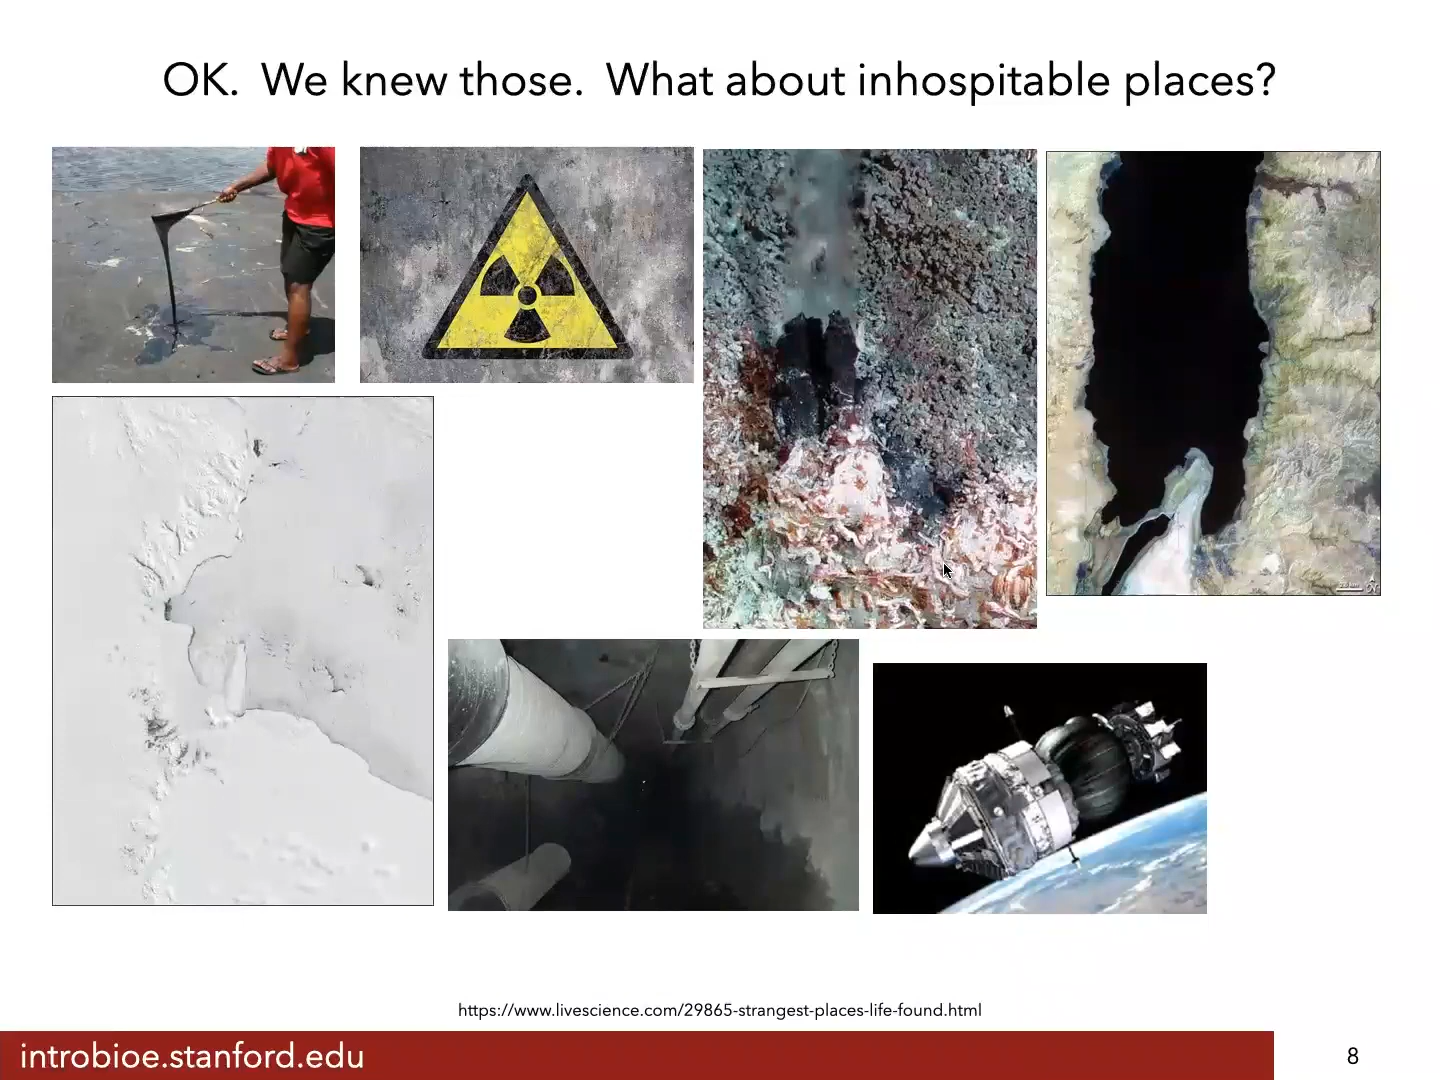 OK.  We knew those.  What about inhospitable places?
https://www.livescience.com/29865-strangest-places-life-found.html
introbioe.stanford.edu
8